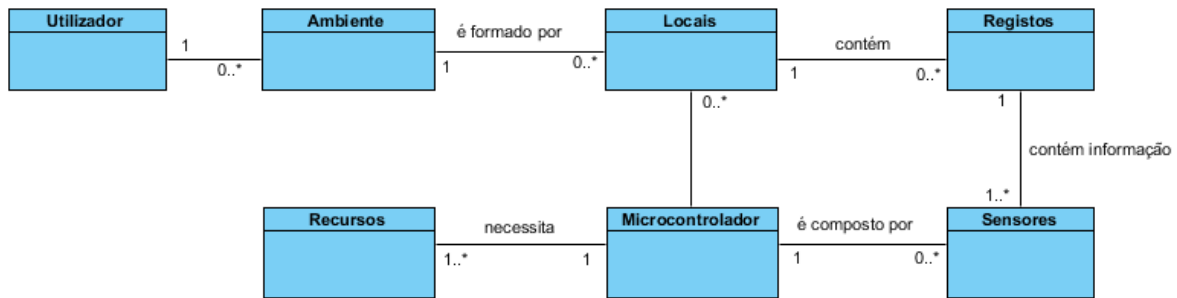 Utilizador
Ambiente
Locais
Registos
1
0..*
é formado por
1
0..*
contém
1
0..*
0..*
1
contém informação
1..*
Recursos
Microcontrolador
Sensores
necessita
1..*
1
é composto por
1
0..*